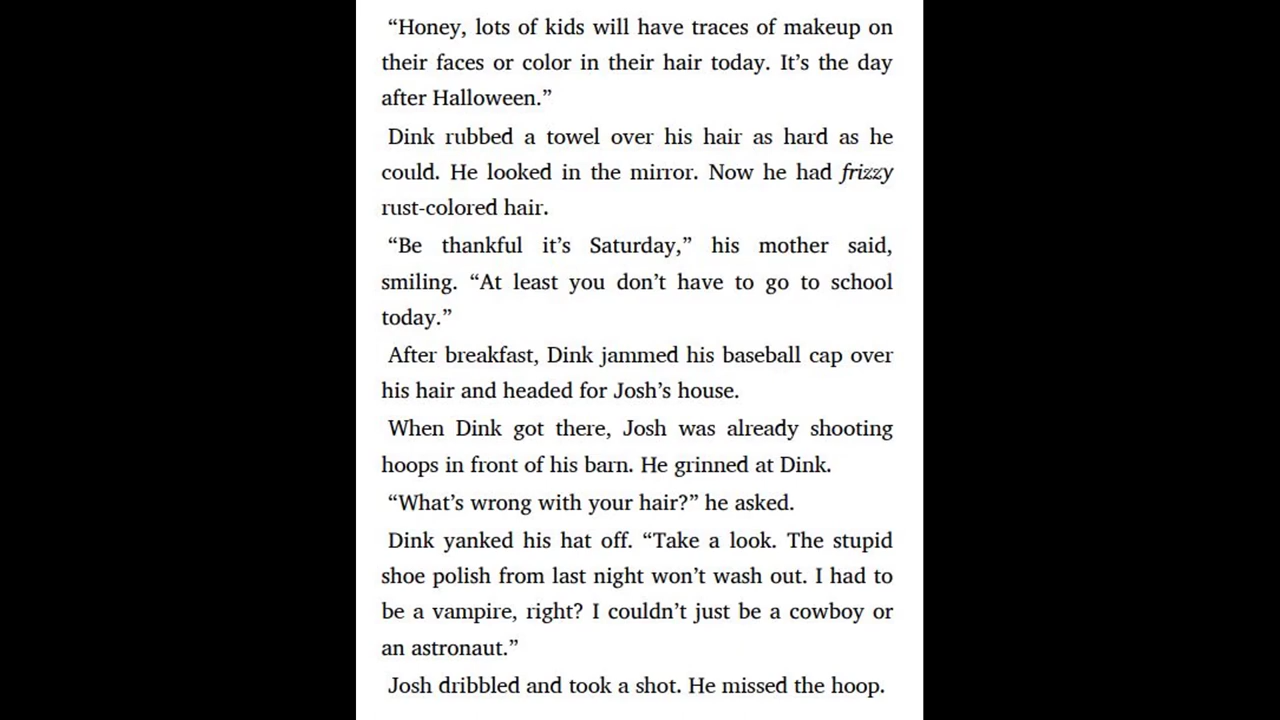 “Honey, lots of kids will have traces of makeup on
their faces or color in their hair today. It’s the day
after Halloween.”
Dink rubbed a towel over his hair as hard as he
could. He looked in the mirror. Now he had frizzy
rust-colored hair.
“Be thankful it’s Saturday,” his mother said,
smiling. “At least you don’t have to go to school
today.”
After breakfast, Dink jammed his baseball cap over
his hair and headed for Josh’s house.
When Dink got there, Josh was already shooting
hoops in front of his barn. He grinned at Dink.
“What’s wrong with your hair?” he asked.
Dink yanked his hat off. “Take a look. The stupid
shoe polish from last night won’t wash out. I had to
be a vampire, right? I couldn’t just be a cowboy or
an astronaut.”
Josh dribbled and took a shot. He missed the hoop.